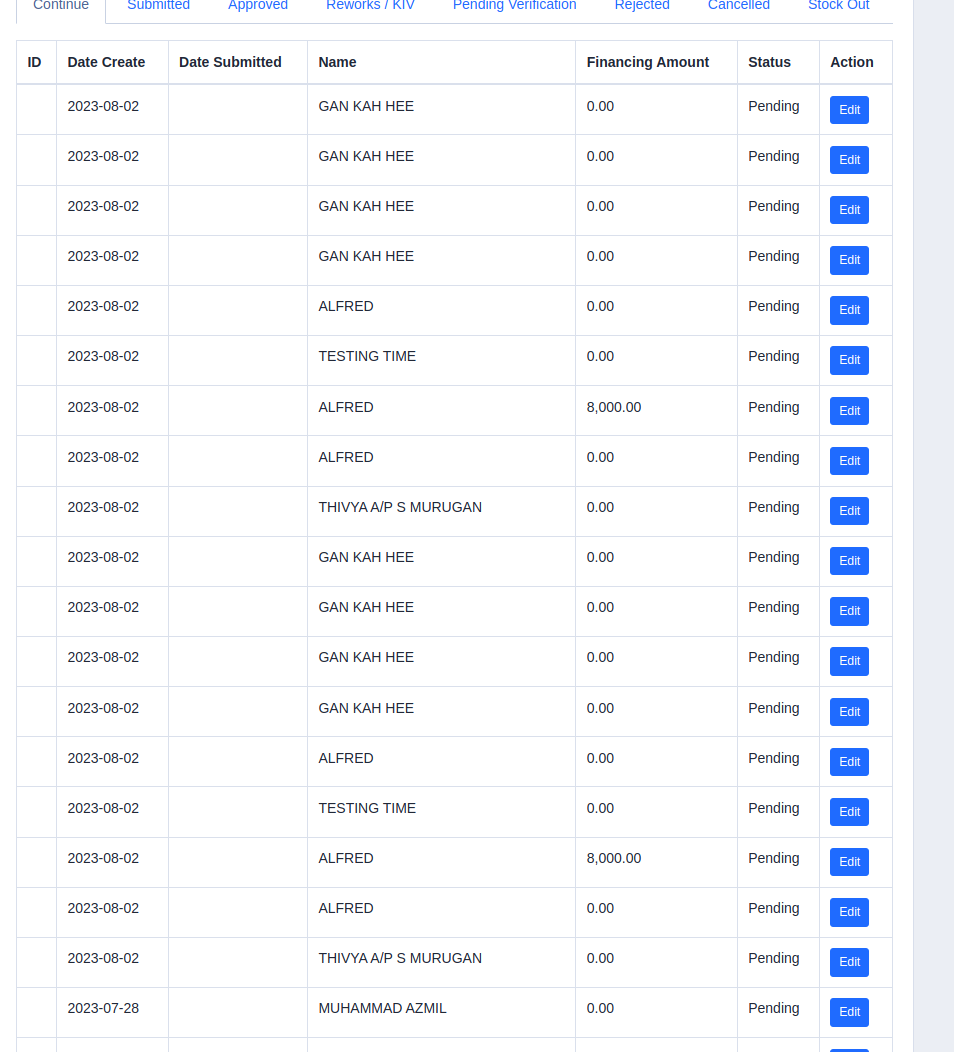 Continue Submitted Approved Reworks / KIV Pending Verification Rejected Cancelled Stock Out
ID Date Create Date Submitted Name Financing Amount Status Action
2023-08-02 GAN KAH HEE 0.00 Pending Edit
2023-08-02 GAN KAH HEE 0.00 Pending Edit
2023-08-02 GAN KAH HEE 0.00 Pending Edit
2023-08-02 GAN KAH HEE 0.00 Pending Edit
2023-08-02 ALFRED 0.00 Pending Edit
2023-08-02 TESTING TIME 0.00 Pending Edit
2023-08-02 ALFRED 8,000.00 Pending Edit
2023-08-02 ALFRED 0.00 Pending Edit
2023-08-02 THIVYA A/P S MURUGAN 0.00 Pending Edit
2023-08-02 GAN KAH HEE 0.00 Pending Edit
2023-08-02 GAN KAH HEE 0.00 Pending Edit
2023-08-02 GAN KAH HEE 0.00 Pending Edit
2023-08-02 GAN KAH HEE 0.00 Pending Edit
2023-08-02 ALFRED 0.00 Pending Edit
2023-08-02 TESTING TIME 0.00 Pending Edit
2023-08-02 ALFRED 8,000.00 Pending Edit
2023-08-02 ALFRED 0.00 Pending Edit
2023-08-02 THIVYA A/P S MURUGAN 0.00 Pending Edit
2023-07-28 MUHAMMAD AZMIL 0.00 Pending Edit